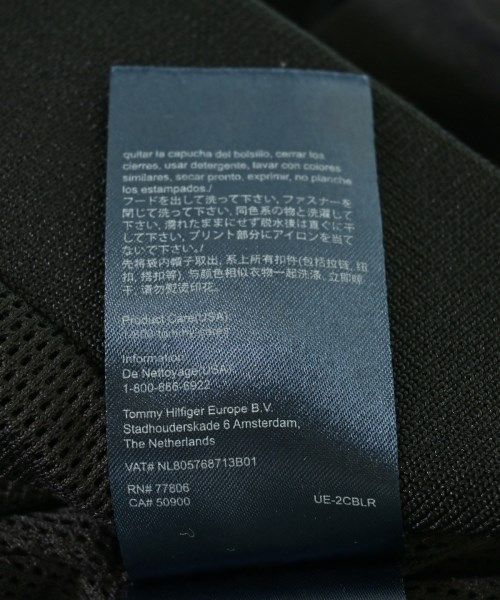 quitar la capucha del bolsillo, cerrar los
cierres, usar detergente, lavar con colores
similares, secar pronto, exprimir, no planche
los estampados./
フードを出して洗って下さい, ファスナーを
閉じて洗って下さい, 同色系の物と洗濯して
下さい, 濡れたままにせず脱水後は直ぐに干
して下さい, プリント部分にアイロンを当て
ないで下さい./
先将袋内帽子取出, 系上所有扣件(包括拉链, 纽
扣, 搭扣等), 与颜色相似衣物一起洗涤, 立即晾
干, 请勿熨烫印花.
Product Care(USA)
1-800-tommy-cares
Information
De Nettoyage(USA)
1-800-866-6922
Tommy Hilfiger Europe B.V.
Stadhouderskade 6 Amsterdam,
The Netherlands
VAT# NL805768713B01
RN# 77806
CA# 50900
UE-2CBLR